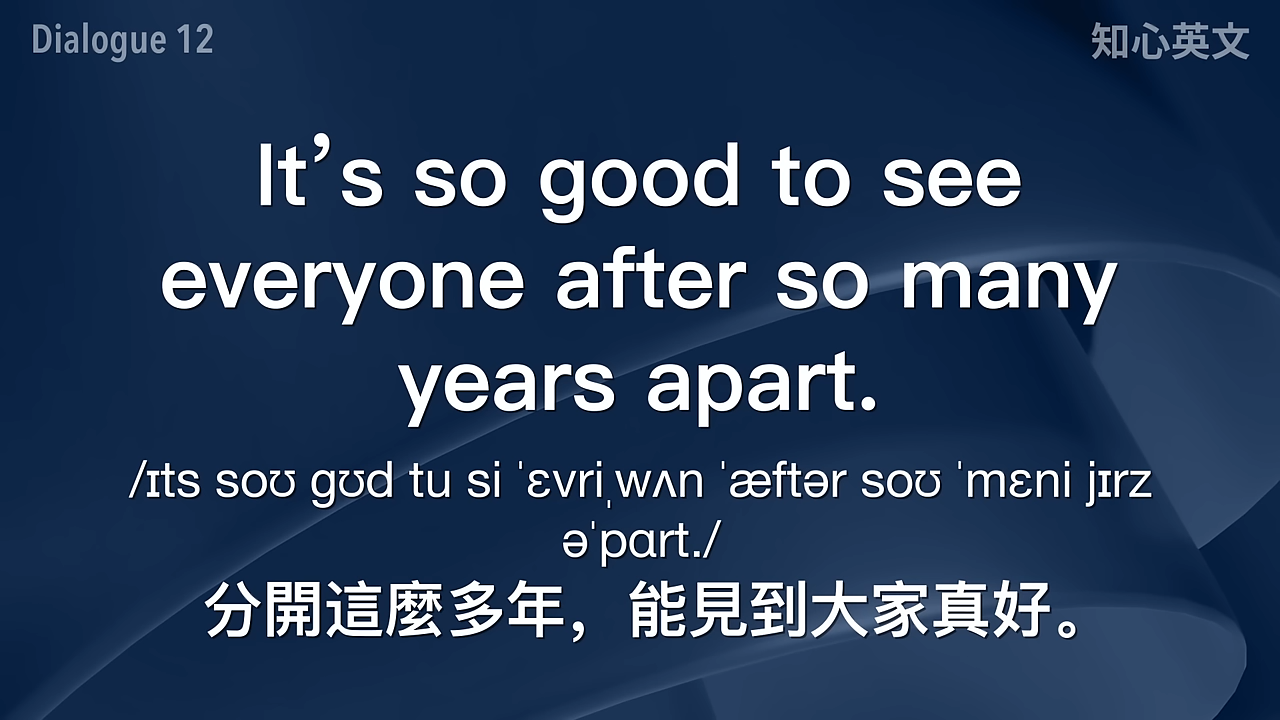 Dialogue 12
知心英文
It’s so good to see
everyone after so many
years apart.
/ɪts soʊ gʊd tu si ˈɛvriˌwʌn ˈæftər soʊ ˈmɛni jɪrz
əˈpɑrt./
分開這麼多年，能見到大家真好。